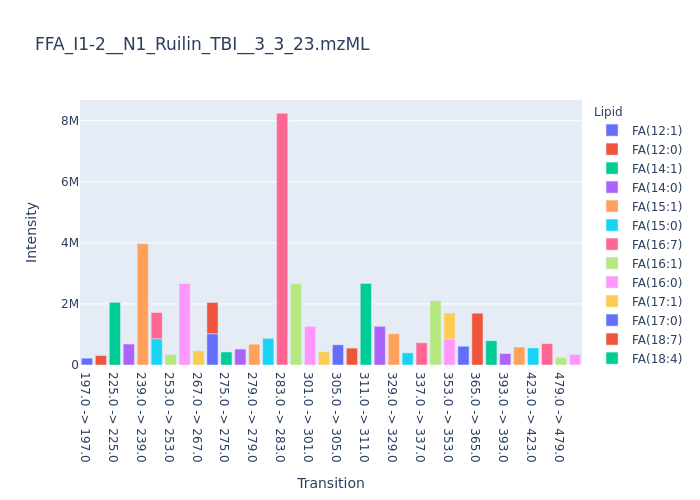 FFA_I1-2__N1_Ruilin_TBI__3_3_23.mzML
Lipid
FA(12:1)
FA(12:0)
FA(14:1)
FA(14:0)
FA(15:1)
FA(15:0)
FA(16:7)
FA(16:1)
FA(16:0)
FA(17:1)
FA(17:0)
FA(18:7)
FA(18:4)
Intensity
8M
6M
4M
2M
0
197.0 -> 197.0
225.0 -> 225.0
239.0 -> 239.0
253.0 -> 253.0
267.0 -> 267.0
275.0 -> 275.0
279.0 -> 279.0
283.0 -> 283.0
301.0 -> 301.0
305.0 -> 305.0
311.0 -> 311.0
329.0 -> 329.0
337.0 -> 337.0
353.0 -> 353.0
365.0 -> 365.0
393.0 -> 393.0
423.0 -> 423.0
479.0 -> 479.0
Transition